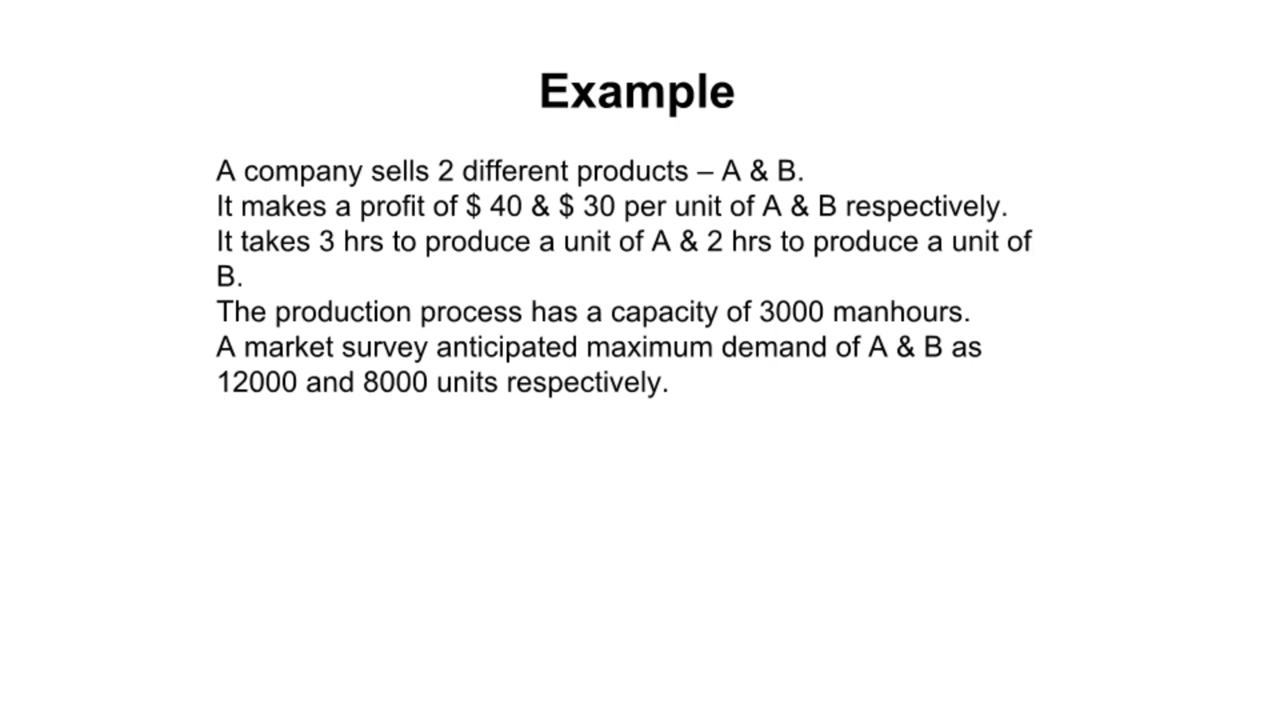 Example
A company sells 2 different products – A & B.
It makes a profit of $ 40 & $ 30 per unit of A & B respectively.
It takes 3 hrs to produce a unit of A & 2 hrs to produce a unit of
B.
The production process has a capacity of 3000 manhours.
A market survey anticipated maximum demand of A & B as
12000 and 8000 units respectively.